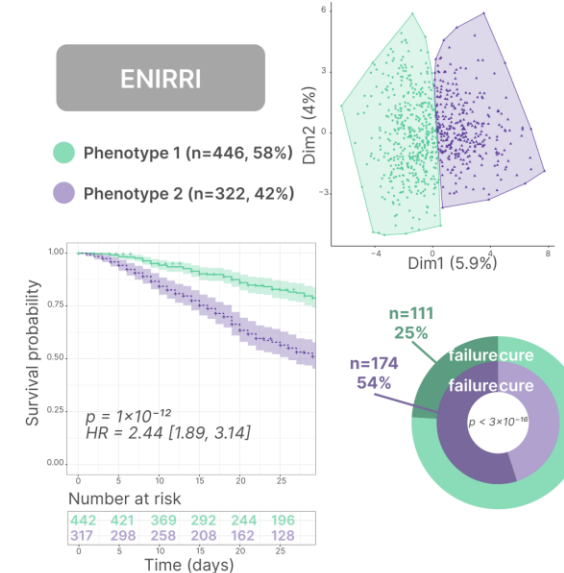 ENIRRI
Phenotype 1 (n=446, 58%)
Phenotype 2 (n=322, 42%)
6
3
0
−3
Dim2 (4%)
−4
0
4
8
Dim1 (5.9%)
1.00
0.75
0.50
0.25
0.00
Survival probability
p = 1×10⁻¹²
HR = 2.44 [1.89, 3.14]
0 5 10 15 20 25
Number at risk
442 421 369 292 244 196
317 298 258 208 162 128
0 5 10 15 20 25
Time (days)
n=111
25%
n=174
54%
failure cure
failure cure
p < 3×10⁻¹⁶